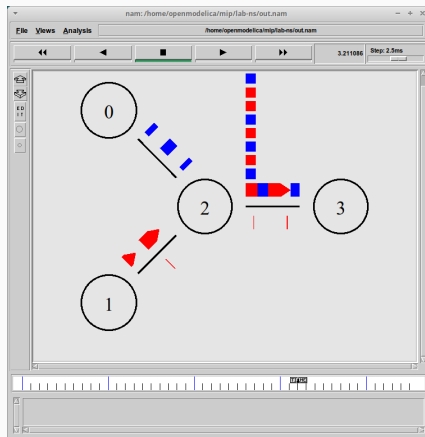 nam: /home/openmodelica/mip/lab-ns/out.nam
File Views Analysis /home/openmodelica/mip/lab-ns/out.nam
3.211086 Step: 2.5ms
0
E D
I T
2 3
1